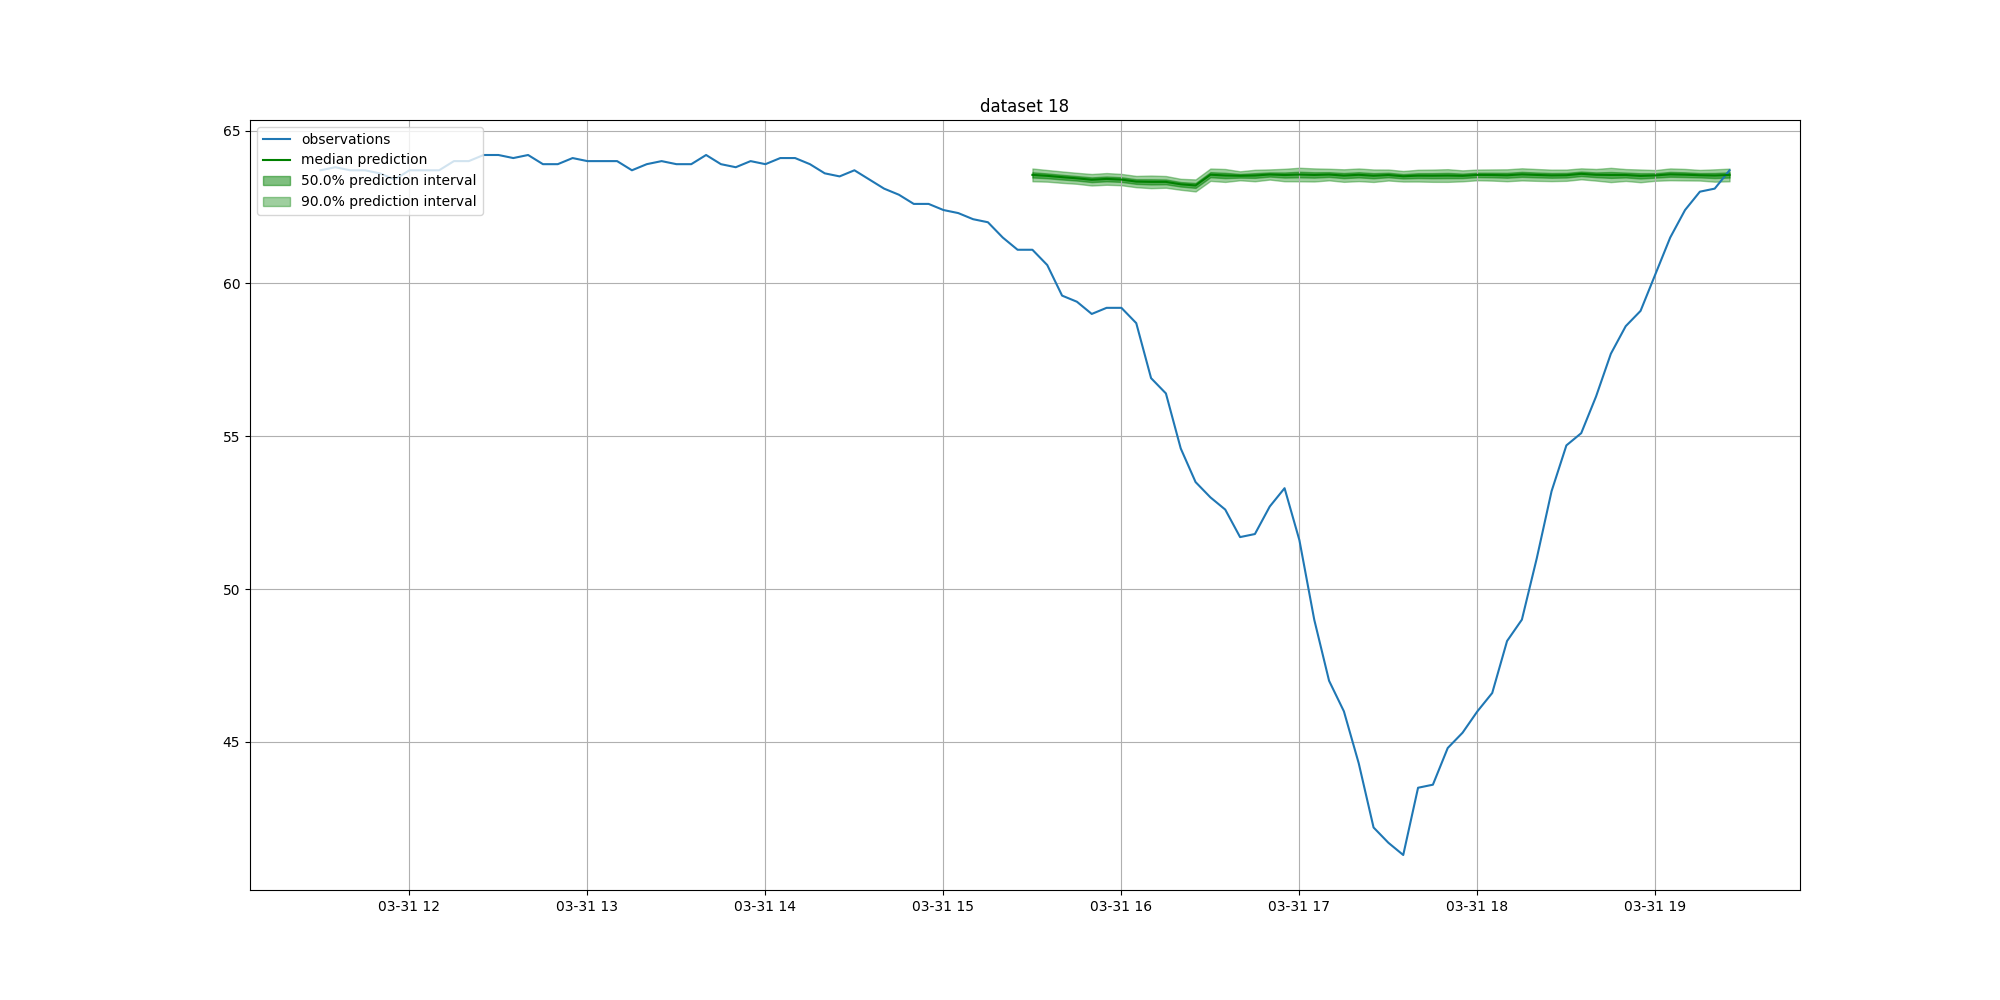 dataset 18
65
observations
median prediction
50.0% prediction interval
90.0% prediction interval
60
55
50
45
03-31 12 03-31 13 03-31 14 03-31 15 03-31 16 03-31 17 03-31 18 03-31 19